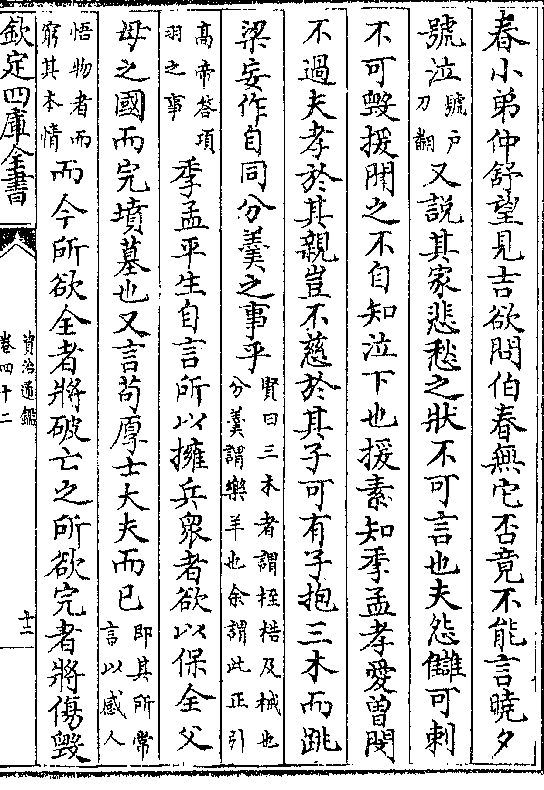 春小弟仲舒望見吉欲問伯春無它否竟不能言曉夕
號泣號戶刀翻又說其家悲愁之狀不可言也夫怨讎可刺
不可毀援聞之不自知泣下也援素知季孟孝愛曾閔
不過夫孝於其親豈不慈於其子可有子抱三木而跳
梁妄作自同分羮之事乎賢曰三木者謂桎梏及械也分羮謂樂羊也余謂此正引
高帝答項羽之事季孟平生自言所以擁兵眾者欲以保全父
母之國而完墳墓也又言苟厚士大夫而已即其所常言以感人
悟物者而窮其本情而今所欲全者將破亡之所欲完者將傷毀
欽定四庫全書
資治通鑑
卷四十二
十二